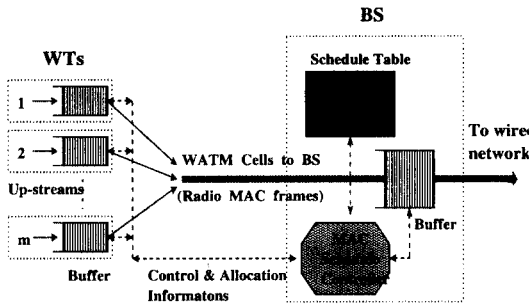 BS
WTs
Schedule Table
1
2
Up-streams
m
Buffer
WATM Cells to BS
(Radio MAC frames)
To wired
network
Buffer
MAC
Control & Allocation
Informatons